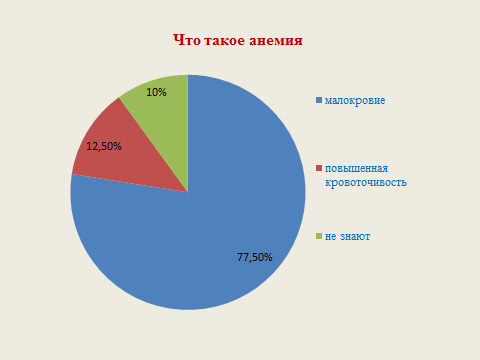 Что такое анемия
10%
12,50%
77,50%
малокровие
повышенная
кровоточивость
не знают